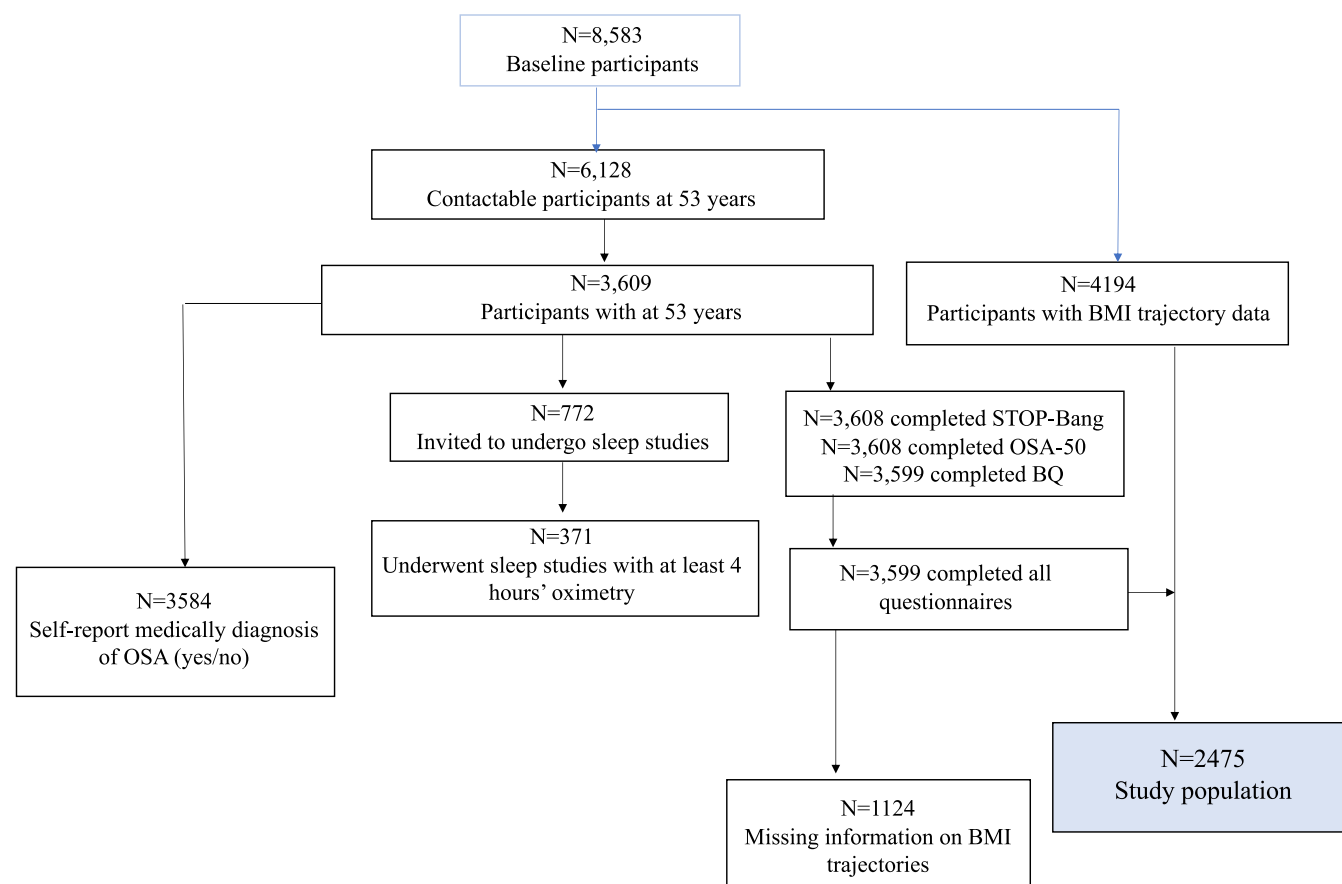 N=8,583
Baseline participants
N=6,128
Contactable participants at 53 years
N=3,609
Participants with at 53 years
N=4194
Participants with BMI trajectory data
N=772
Invited to undergo sleep studies
N=3,608 completed STOP-Bang
N=3,608 completed OSA-50
N=3,599 completed BQ
N=371
Underwent sleep studies with at least 4
hours’ oximetry
N=3,599 completed all
questionnaires
N=3584
Self-report medically diagnosis
of OSA (yes/no)
N=2475
Study population
N=1124
Missing information on BMI
trajectories